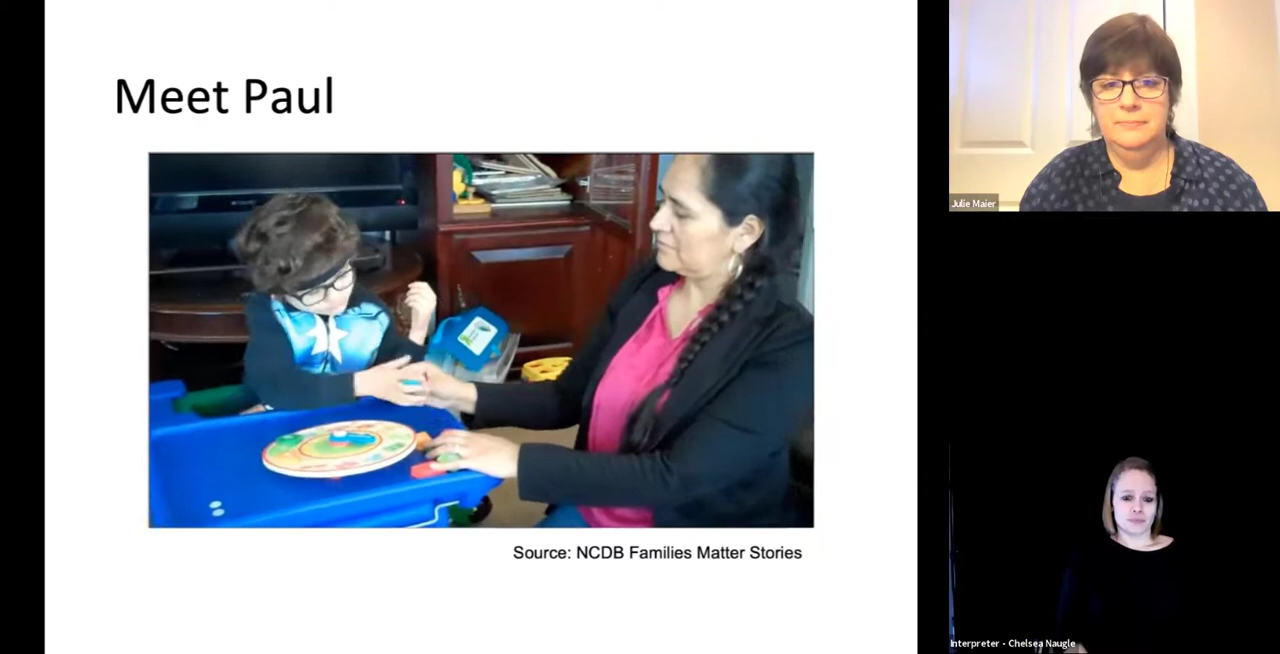 Meet Paul
Source: NCDB Families Matter Stories
Julie Maier
Interpreter - Chelsea Naugle